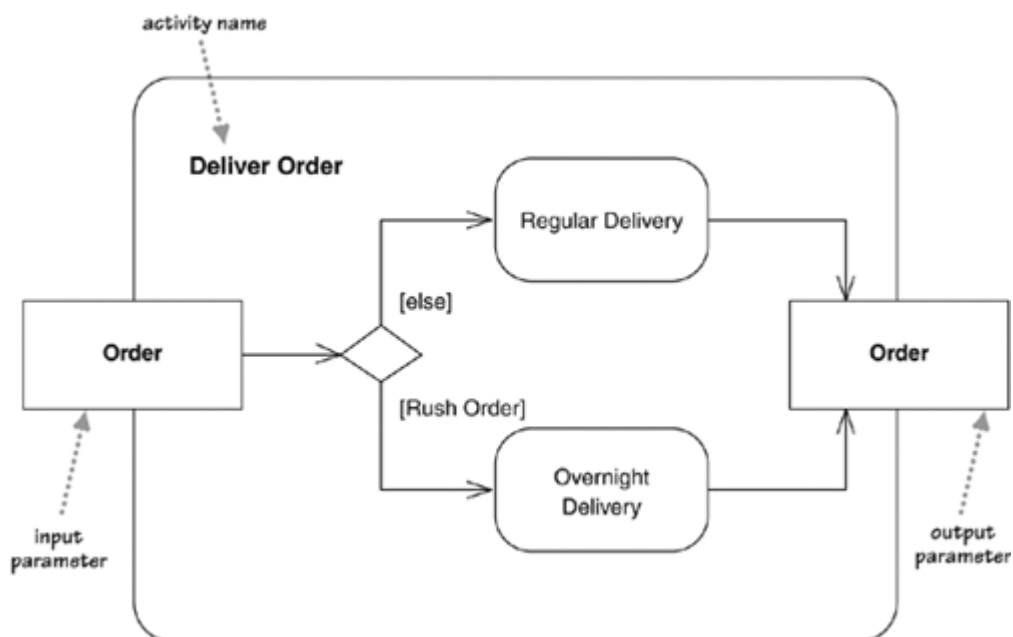 activity name
Deliver Order
Regular Delivery
[else]
Order
Order
[Rush Order]
Overnight
Delivery
input
parameter
output
parameter